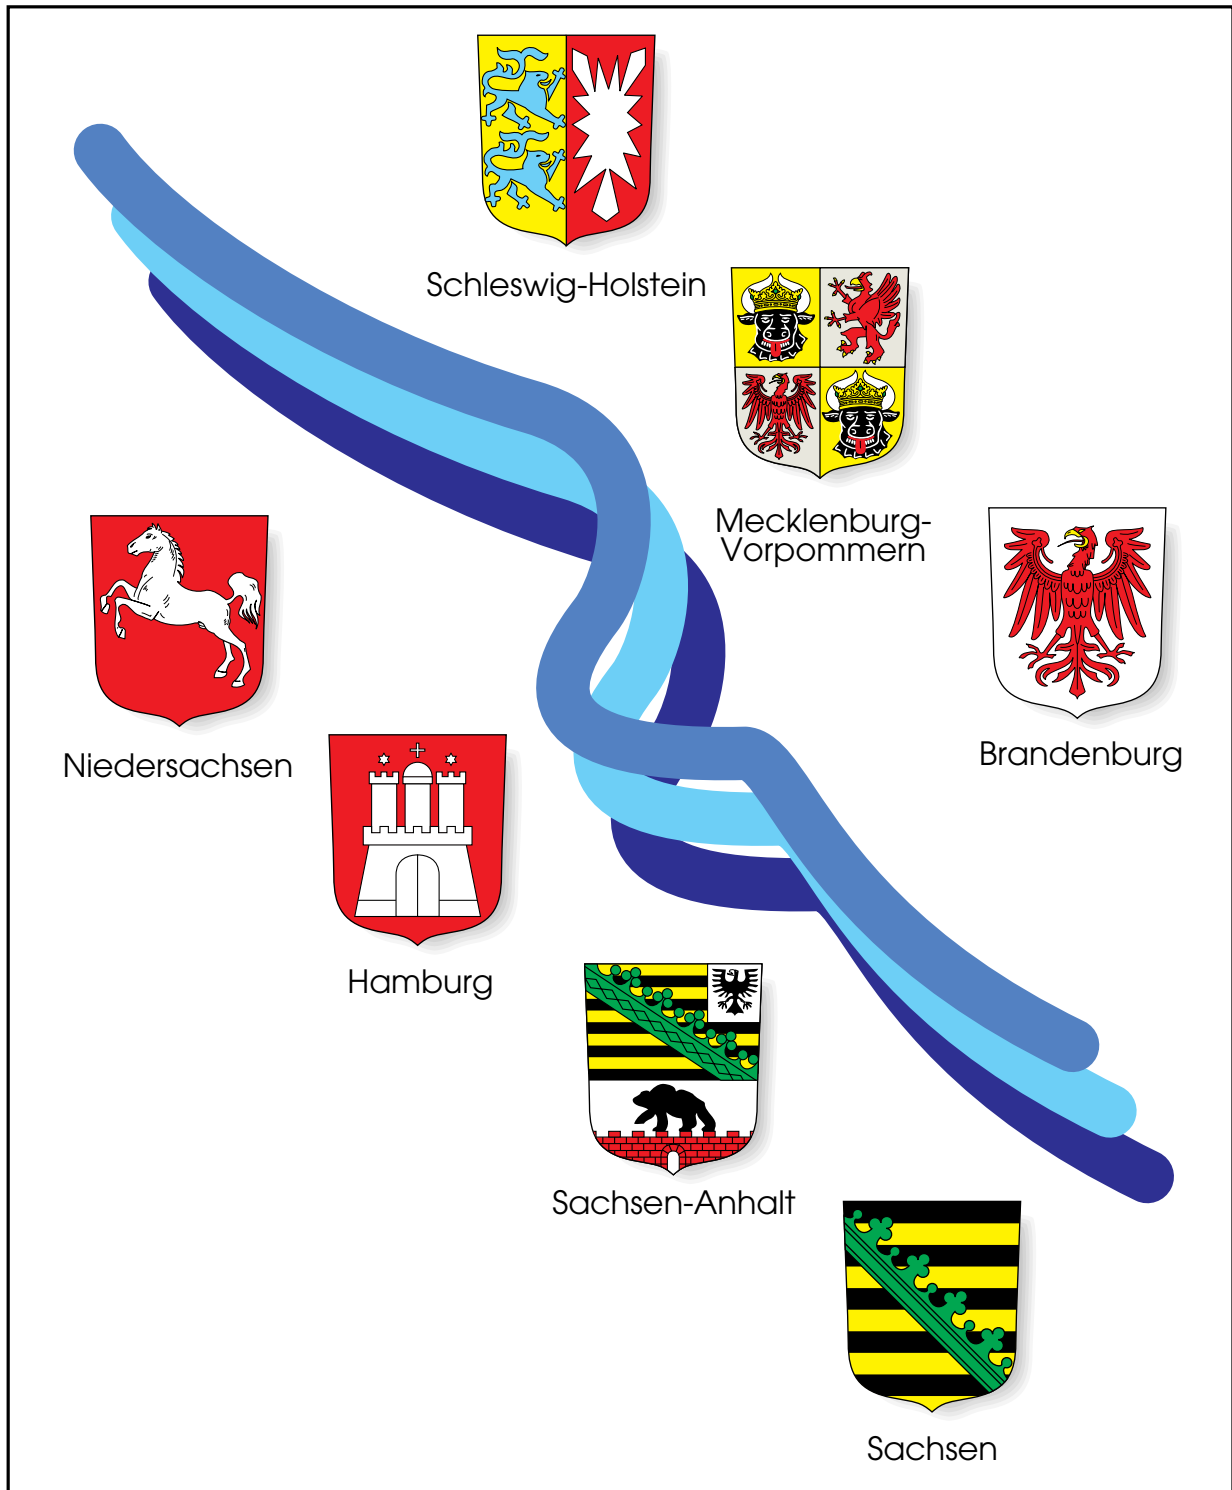 Schleswig-Holstein
Mecklenburg-
Vorpommern
Niedersachsen
Brandenburg
Hamburg
Sachsen-Anhalt
Sachsen